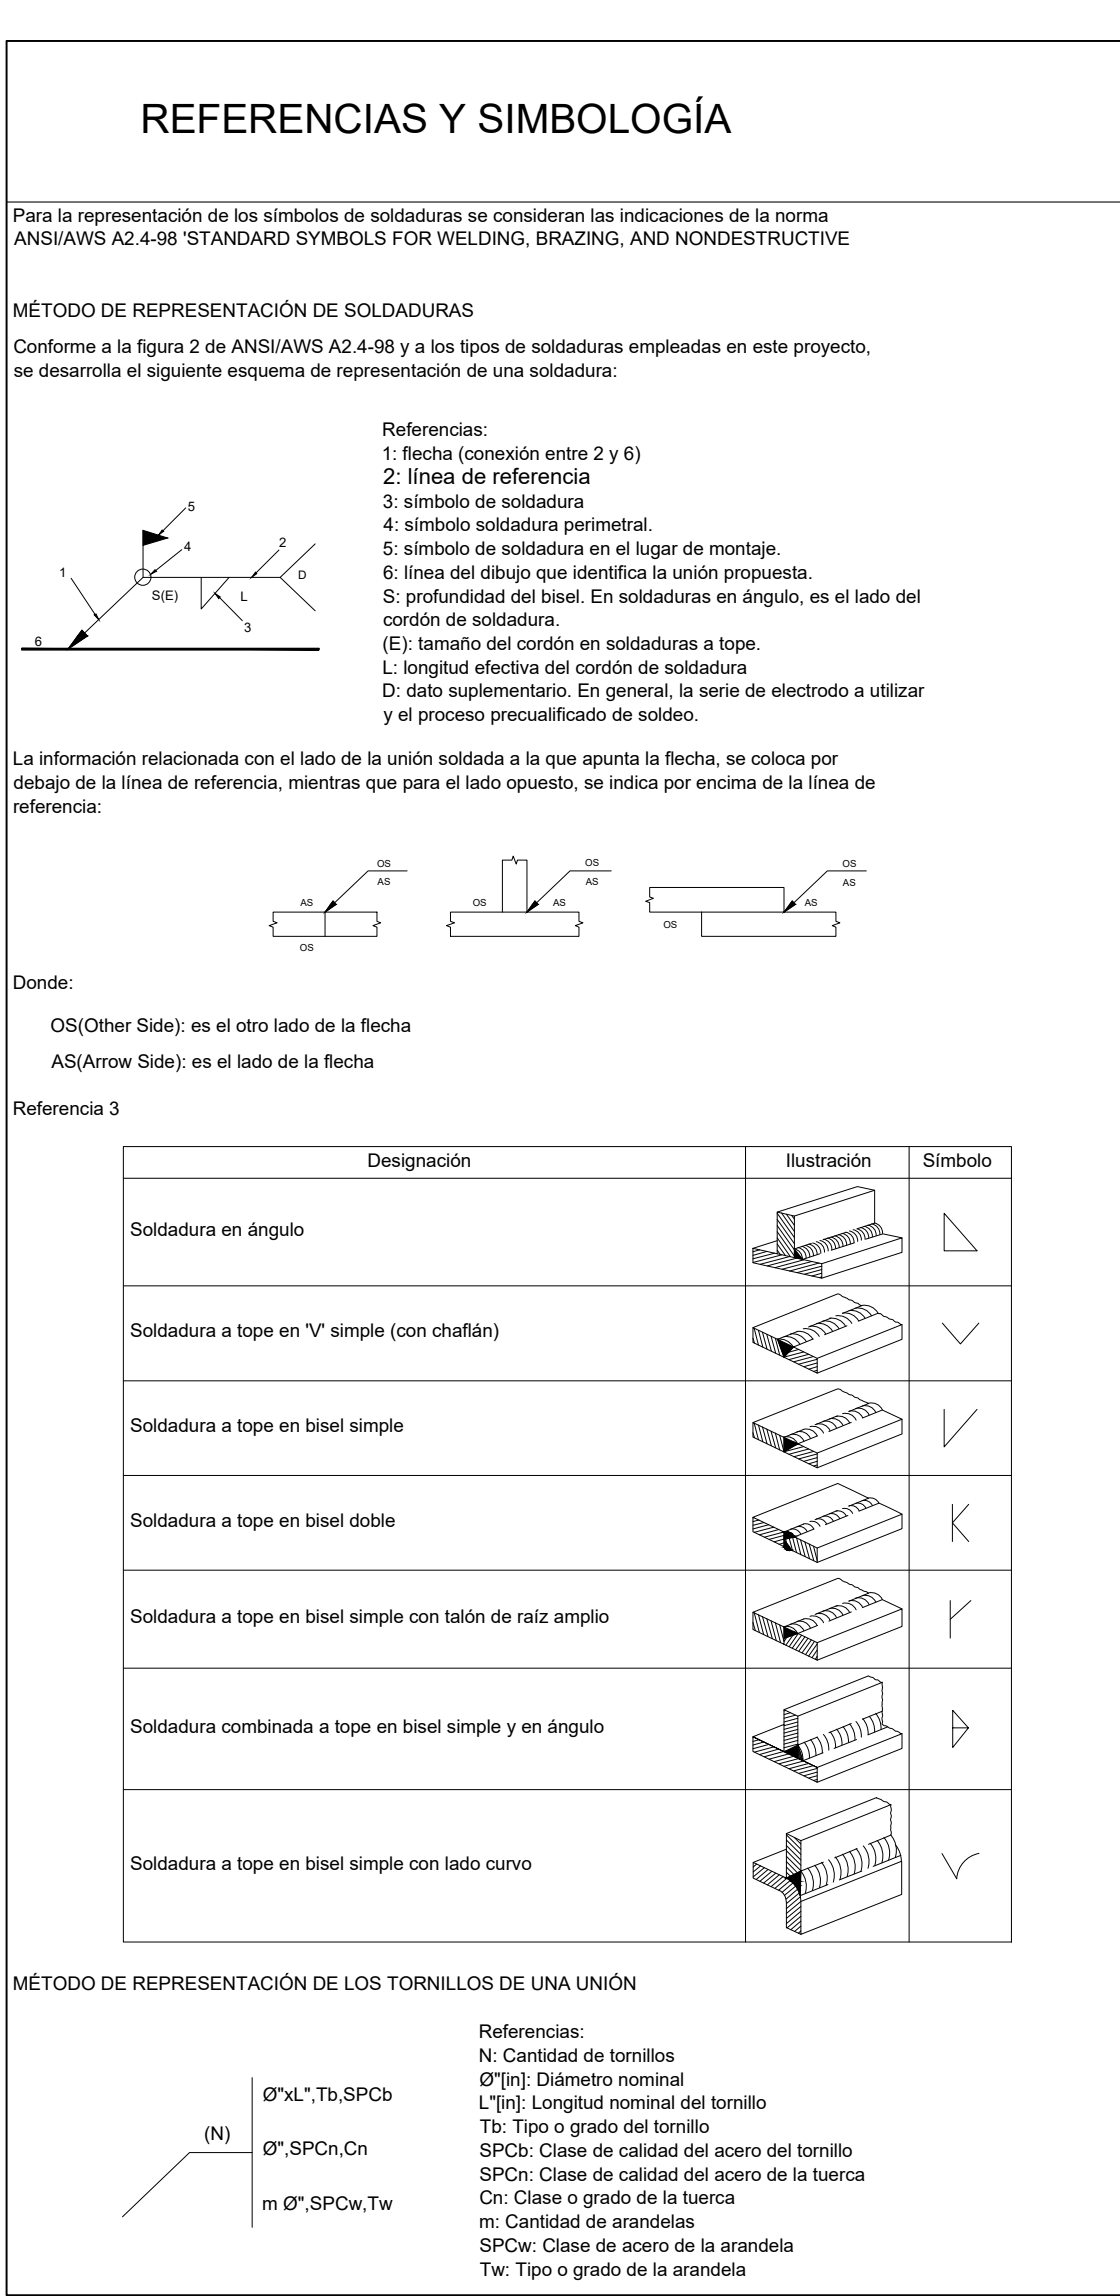 REFERENCIAS Y SIMBOLOGÍA
Para la representación de los símbolos de soldaduras se consideran las indicaciones de la norma
ANSI/AWS A2.4-98 'STANDARD SYMBOLS FOR WELDING, BRAZING, AND NONDESTRUCTIVE
MÉTODO DE REPRESENTACIÓN DE SOLDADURAS
Conforme a la figura 2 de ANSI/AWS A2.4-98 y a los tipos de soldaduras empleadas en este proyecto,
se desarrolla el siguiente esquema de representación de una soldadura:
5
4
2
1
D
S(E)
L
3
6
Referencias:
1: flecha (conexión entre 2 y 6)
2: línea de referencia
3: símbolo de soldadura
4: símbolo soldadura perimetral.
5: símbolo de soldadura en el lugar de montaje.
6: línea del dibujo que identifica la unión propuesta.
S: profundidad del bisel. En soldaduras en ángulo, es el lado del
cordón de soldadura.
(E): tamaño del cordón en soldaduras a tope.
L: longitud efectiva del cordón de soldadura
D: dato suplementario. En general, la serie de electrodo a utilizar
y el proceso precualificado de soldeo.
La información relacionada con el lado de la unión soldada a la que apunta la flecha, se coloca por
debajo de la línea de referencia, mientras que para el lado opuesto, se indica por encima de la línea de
referencia:
OS
AS
AS
OS
OS
AS
OS
AS
OS
AS
AS
OS
Donde:
OS(Other Side): es el otro lado de la flecha
AS(Arrow Side): es el lado de la flecha
Referencia 3
Designación Ilustración Símbolo
Soldadura en ángulo
Soldadura a tope en 'V' simple (con chaflán)
Soldadura a tope en bisel simple
Soldadura a tope en bisel doble
Soldadura a tope en bisel simple con talón de raíz amplio
Soldadura combinada a tope en bisel simple y en ángulo
Soldadura a tope en bisel simple con lado curvo
MÉTODO DE REPRESENTACIÓN DE LOS TORNILLOS DE UNA UNIÓN
(N)
Ø"xL",Tb,SPCb
Ø",SPCn,Cn
m Ø",SPCw,Tw
Referencias:
N: Cantidad de tornillos
Ø"[in]: Diámetro nominal
L"[in]: Longitud nominal del tornillo
Tb: Tipo o grado del tornillo
SPCb: Clase de calidad del acero del tornillo
SPCn: Clase de calidad del acero de la tuerca
Cn: Clase o grado de la tuerca
m: Cantidad de arandelas
SPCw: Clase de acero de la arandela
Tw: Tipo o grado de la arandela